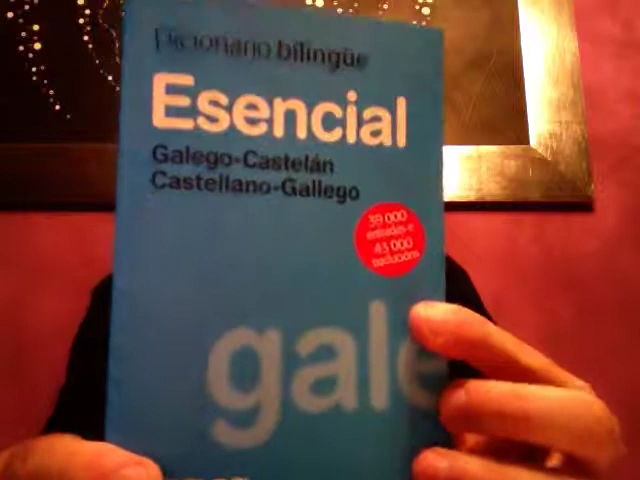 Dicionario bilingüe
Esencial
Galego-Castelán
Castellano-Gallego
39 000
entradas e
43 000
traducións
gale